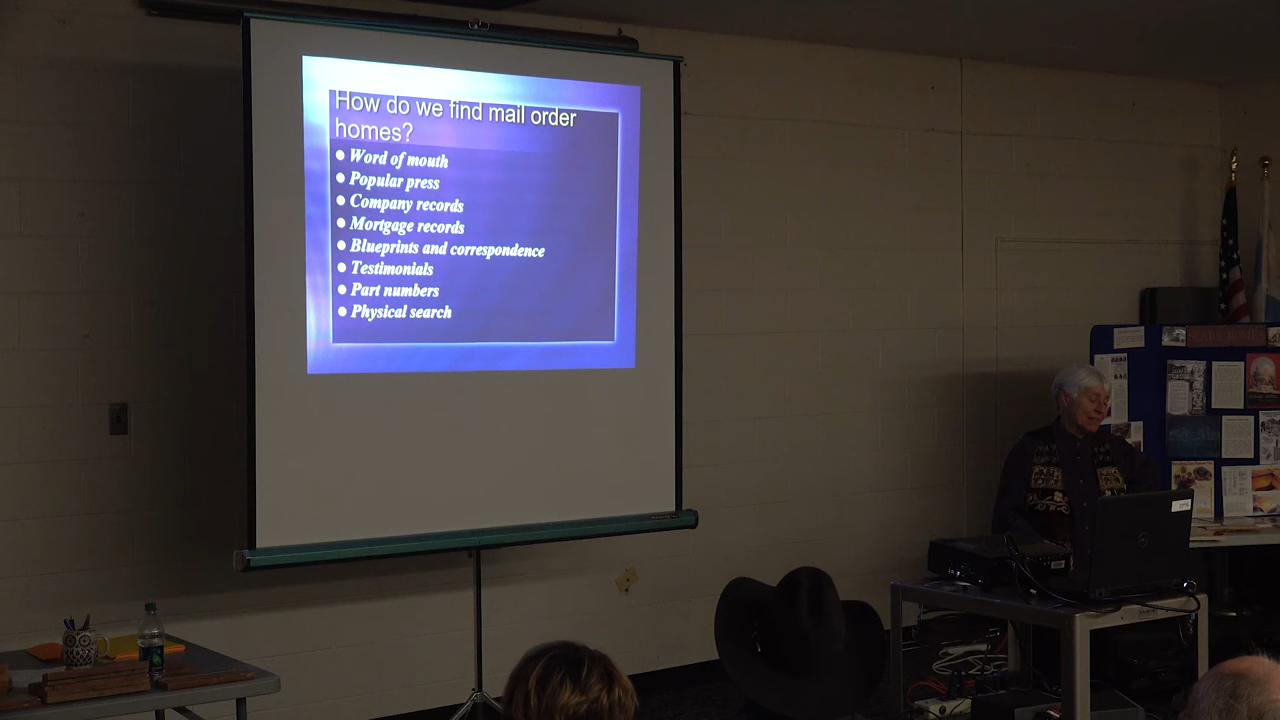 How do we find mail order
homes?
Word of mouth
Popular press
Company records
Mortgage records
Blueprints and correspondence
Testimonials
Part numbers
Physical search